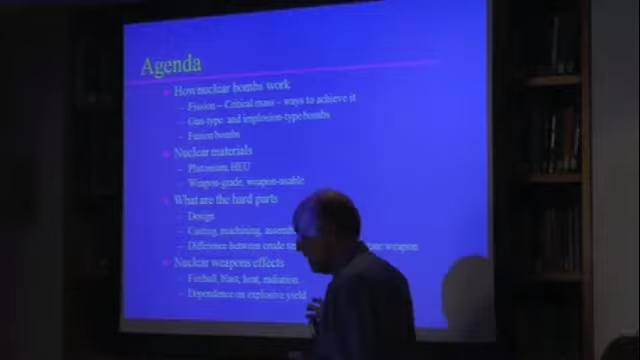 Agenda
How nuclear bombs work
– Fission – Critical mass – ways to achieve it
– Gun-type and implosion-type bombs
– Fusion bombs
Nuclear materials
– Plutonium, HEU
– Weapon-grade, weapon-usable
What are the hard parts
– Design
– Casting, machining,
– Difference between crude weapon
Nuclear weapons effects
– Fireball, blast, heat, radiation
– Dependence on explosive yield